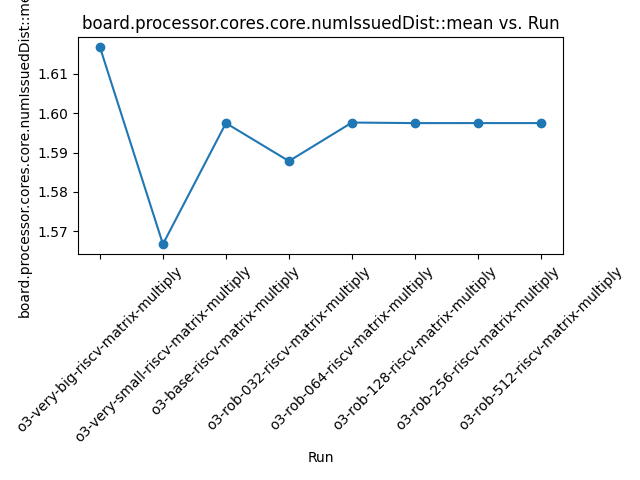 board.processor.cores.core.numIssuedDist::mean vs. Run
board.processor.cores.core.numIssuedDist::me
1.61
1.60
1.59
1.58
1.57
o3-very-big-riscv-matrix-multiply
o3-very-small-riscv-matrix-multiply
o3-base-riscv-matrix-multiply
o3-rob-032-riscv-matrix-multiply
o3-rob-064-riscv-matrix-multiply
o3-rob-128-riscv-matrix-multiply
o3-rob-256-riscv-matrix-multiply
o3-rob-512-riscv-matrix-multiply
Run